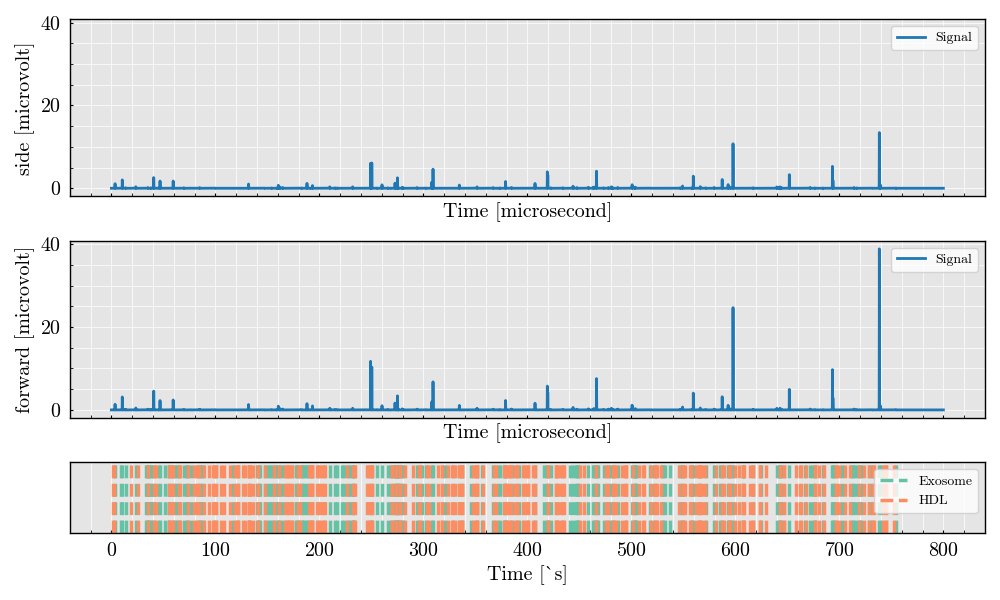 40
20
0
side [microvolt]
Signal
Time [microsecond]
40
20
0
forward [microvolt]
Signal
Time [microsecond]
Exosome
HDL
0 100 200 300 400 500 600 700 800
Time [`s]